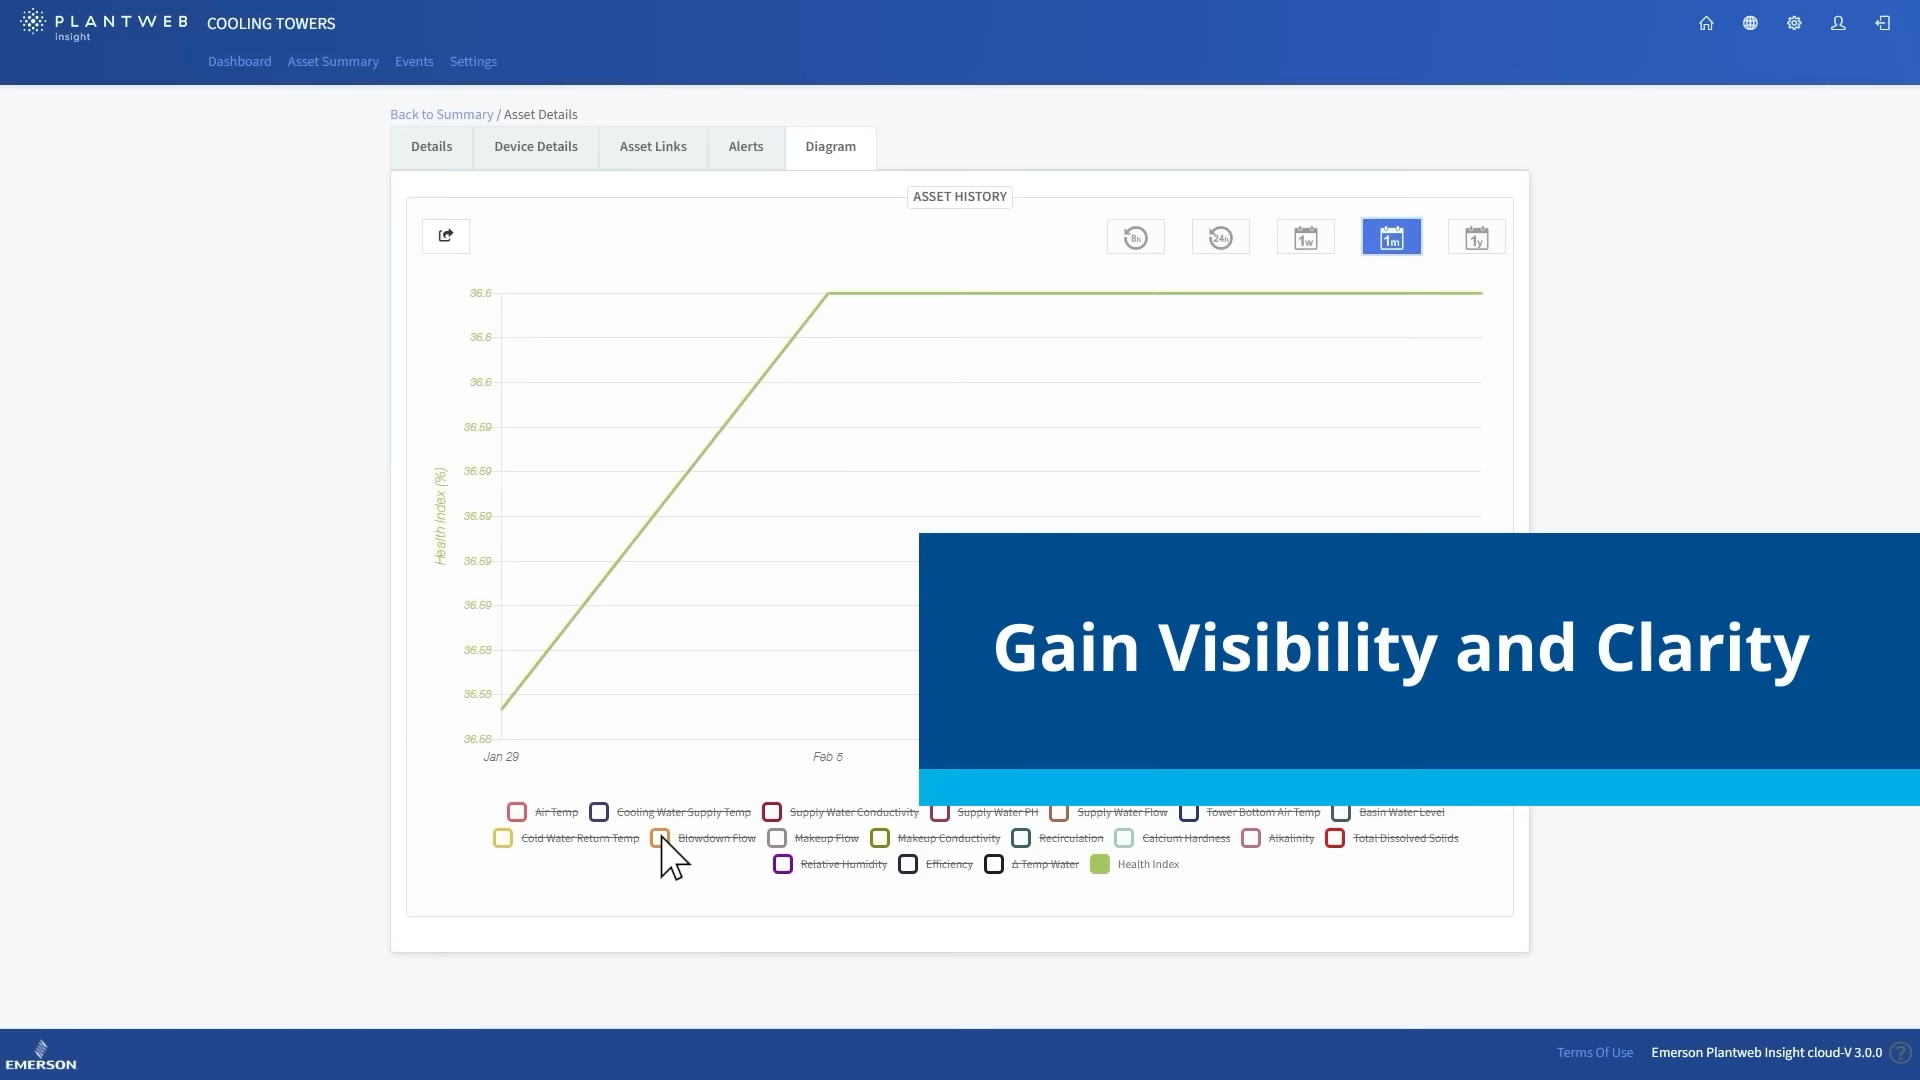 PLANTWEB
insight
COOLING TOWERS
Dashboard Asset Summary Events Settings
Back to Summary / Asset Details
Details Device Details Asset Links Alerts Diagram
ASSET HISTORY
8h 24h 1w 1m 1y
36.6
36.6
36.6
36.59
36.59
36.59
36.59
36.59
36.58
36.58
36.58
Health Index (%)
Jan 29 Feb 5
Gain Visibility and Clarity
Air Temp Cooling Water Supply Temp Supply Water Conductivity Supply Water PH Supply Water Flow Tower Bottom Air Temp Basin Water Level
Cold Water Return Temp Blowdown Flow Makeup Flow Makeup Conductivity Recirculation Calcium Hardness Alkalinity Total Dissolved Solids
Relative Humidity Efficiency Δ Temp Water Health Index
EMERSON
Terms Of Use Emerson Plantweb Insight cloud-V 3.0.0 ?